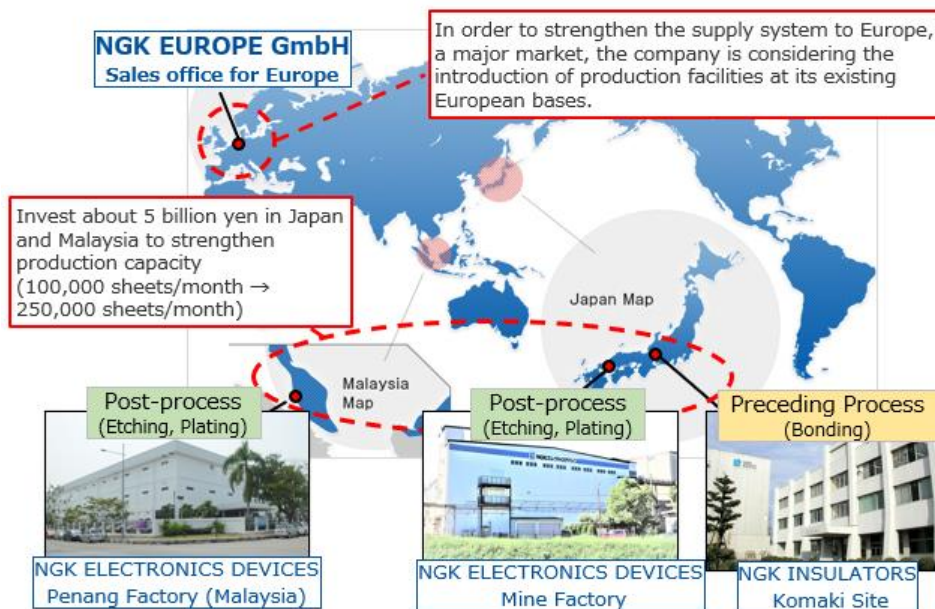 NGK EUROPE GmbH
Sales office for Europe
In order to strengthen the supply system to Europe,
a major market, the company is considering the
introduction of production facilities at its existing
European bases.
Invest about 5 billion yen in Japan
and Malaysia to strengthen
production capacity
(100,000 sheets/month →
250,000 sheets/month)
Japan Map
Malaysia
Map
Post-process
(Etching, Plating)
Post-process
(Etching, Plating)
Preceding Process
(Bonding)
NGK ELECTRONICS DEVICES
Penang Factory (Malaysia)
NGK ELECTRONICS DEVICES
Mine Factory
NGK INSULATORS
Komaki Site